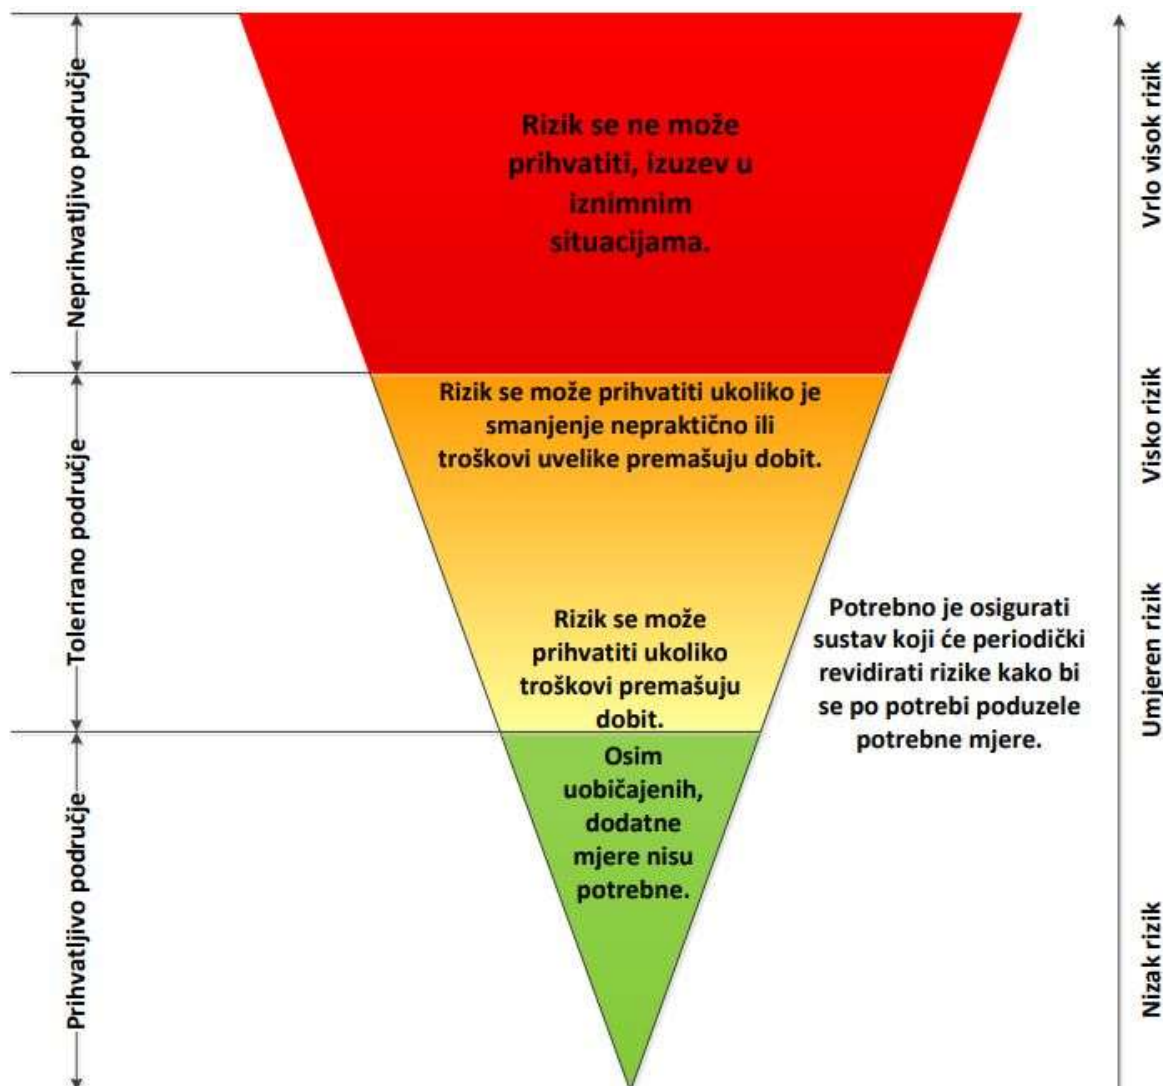 Neprihvatljivo područje
Rizik se ne može
prihvatiti, izuzev u
iznimnim
situacijama.
Vrlo visok rizik
Tolerirano područje
Rizik se može prihvatiti ukoliko je
smanjenje nepraktično ili
troškovi uvelike premašuju dobit.
Visko rizik
Rizik se može
prihvatiti ukoliko
troškovi premašuju
dobit.
Potrebno je osigurati
sustav koji će periodički
revidirati rizike kako bi
se po potrebi poduzele
potrebne mjere.
Umjeren rizik
Prihvatljivo područje
Osim
uobičajenih,
dodatne
mjere nisu
potrebne.
Nizak rizik